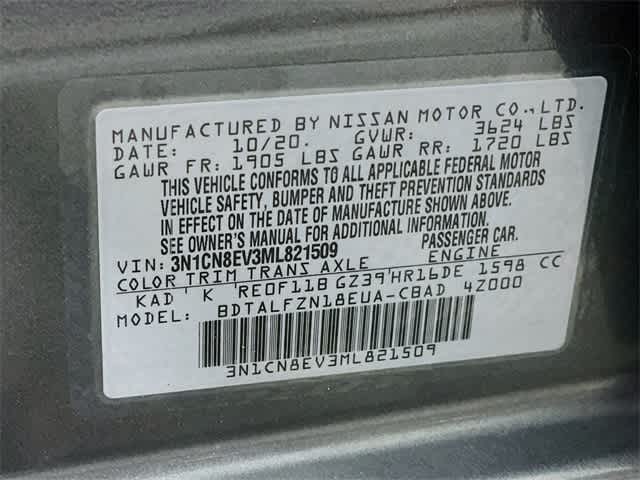 MANUFACTURED BY NISSAN MOTOR CO.,LTD.
DATE: 10/20. GVWR: 3624 LBS
GAWR FR: 1905 LBS GAWR RR: 1720 LBS
THIS VEHICLE CONFORMS TO ALL APPLICABLE FEDERAL MOTOR
VEHICLE SAFETY, BUMPER AND THEFT PREVENTION STANDARDS
IN EFFECT ON THE DATE OF MANUFACTURE SHOWN ABOVE.
SEE OWNER'S MANUAL FOR ADDITIONAL INFORMATION.
VIN: 3N1CN8EV3ML821509 PASSENGER CAR.
COLOR TRIM TRANS AXLE ENGINE
KAD K RE0F11B GZ39 HR16DE 1598 CC
MODEL: BDTALFZN18EUA-CBAD 4Z000
3N1CN8EV3ML821509